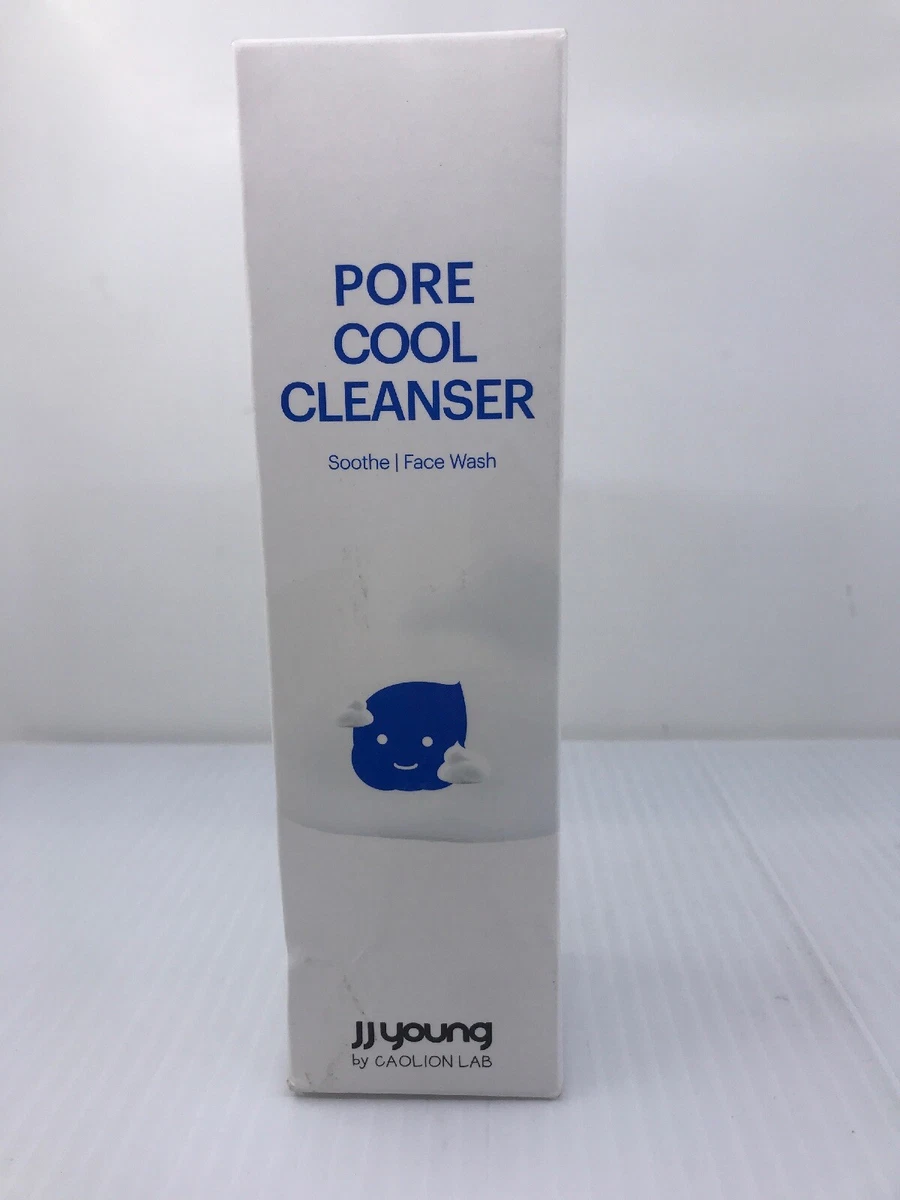 PORE
COOL
CLEANSER
Soothe | Face Wash
JJ young
by CAOLION LAB